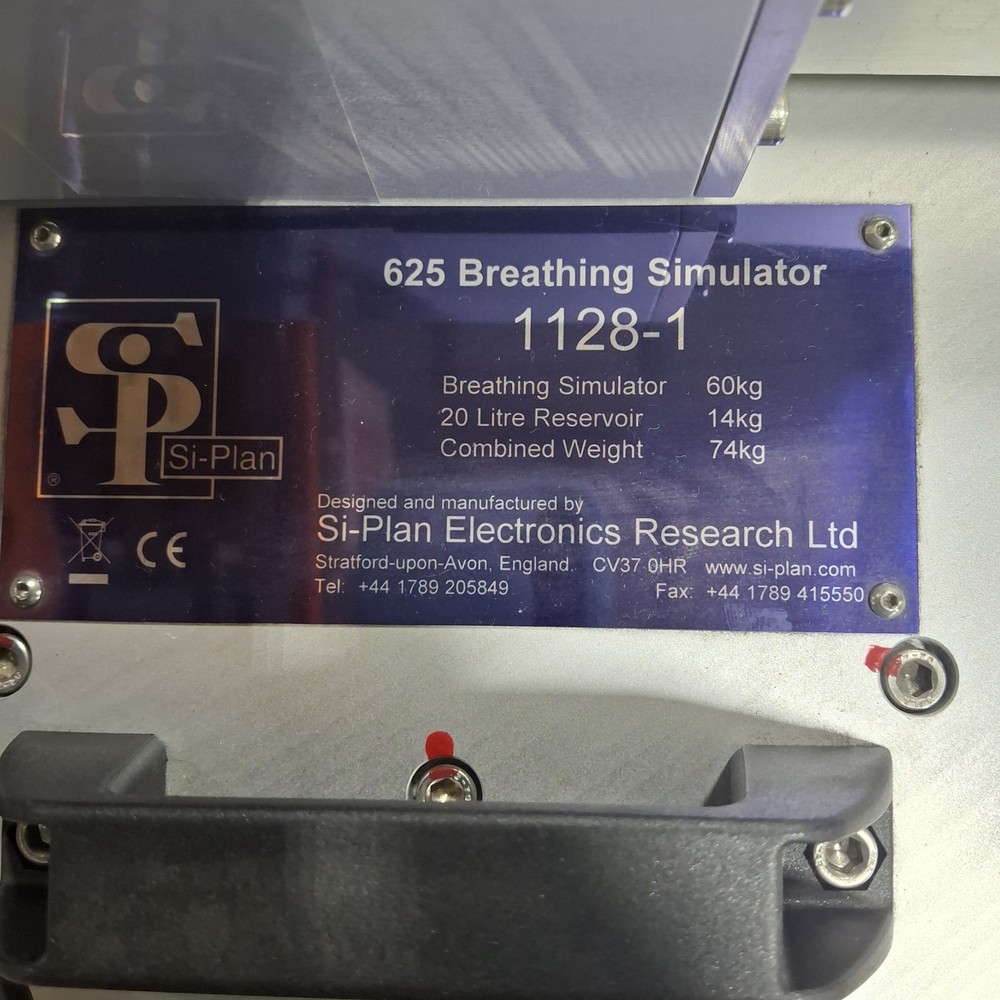 625 Breathing Simulator
1128-1
Breathing Simulator 60kg
20 Litre Reservoir 14kg
Combined Weight 74kg
SP
Si-Plan
®
CE
Designed and manufactured by
Si-Plan Electronics Research Ltd
Stratford-upon-Avon, England. CV37 0HR www.si-plan.com
Tel: +44 1789 205849 Fax: +44 1789 415550